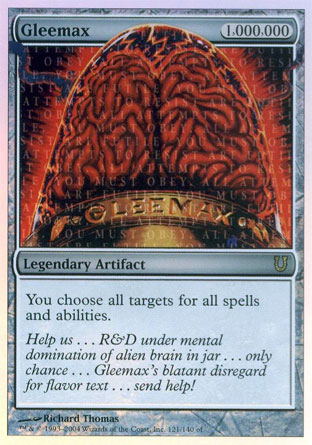 Gleemax 1,000,000
GLEEMAX
Legendary Artifact
You choose all targets for all spells
and abilities.
Help us . . . R&D under mental
domination of alien brain in jar . . . only
chance . . . Gleemax's blatant disregard
for flavor text . . . send help!
Richard Thomas
™ & © 1993–2004 Wizards of the Coast, Inc. 121/140